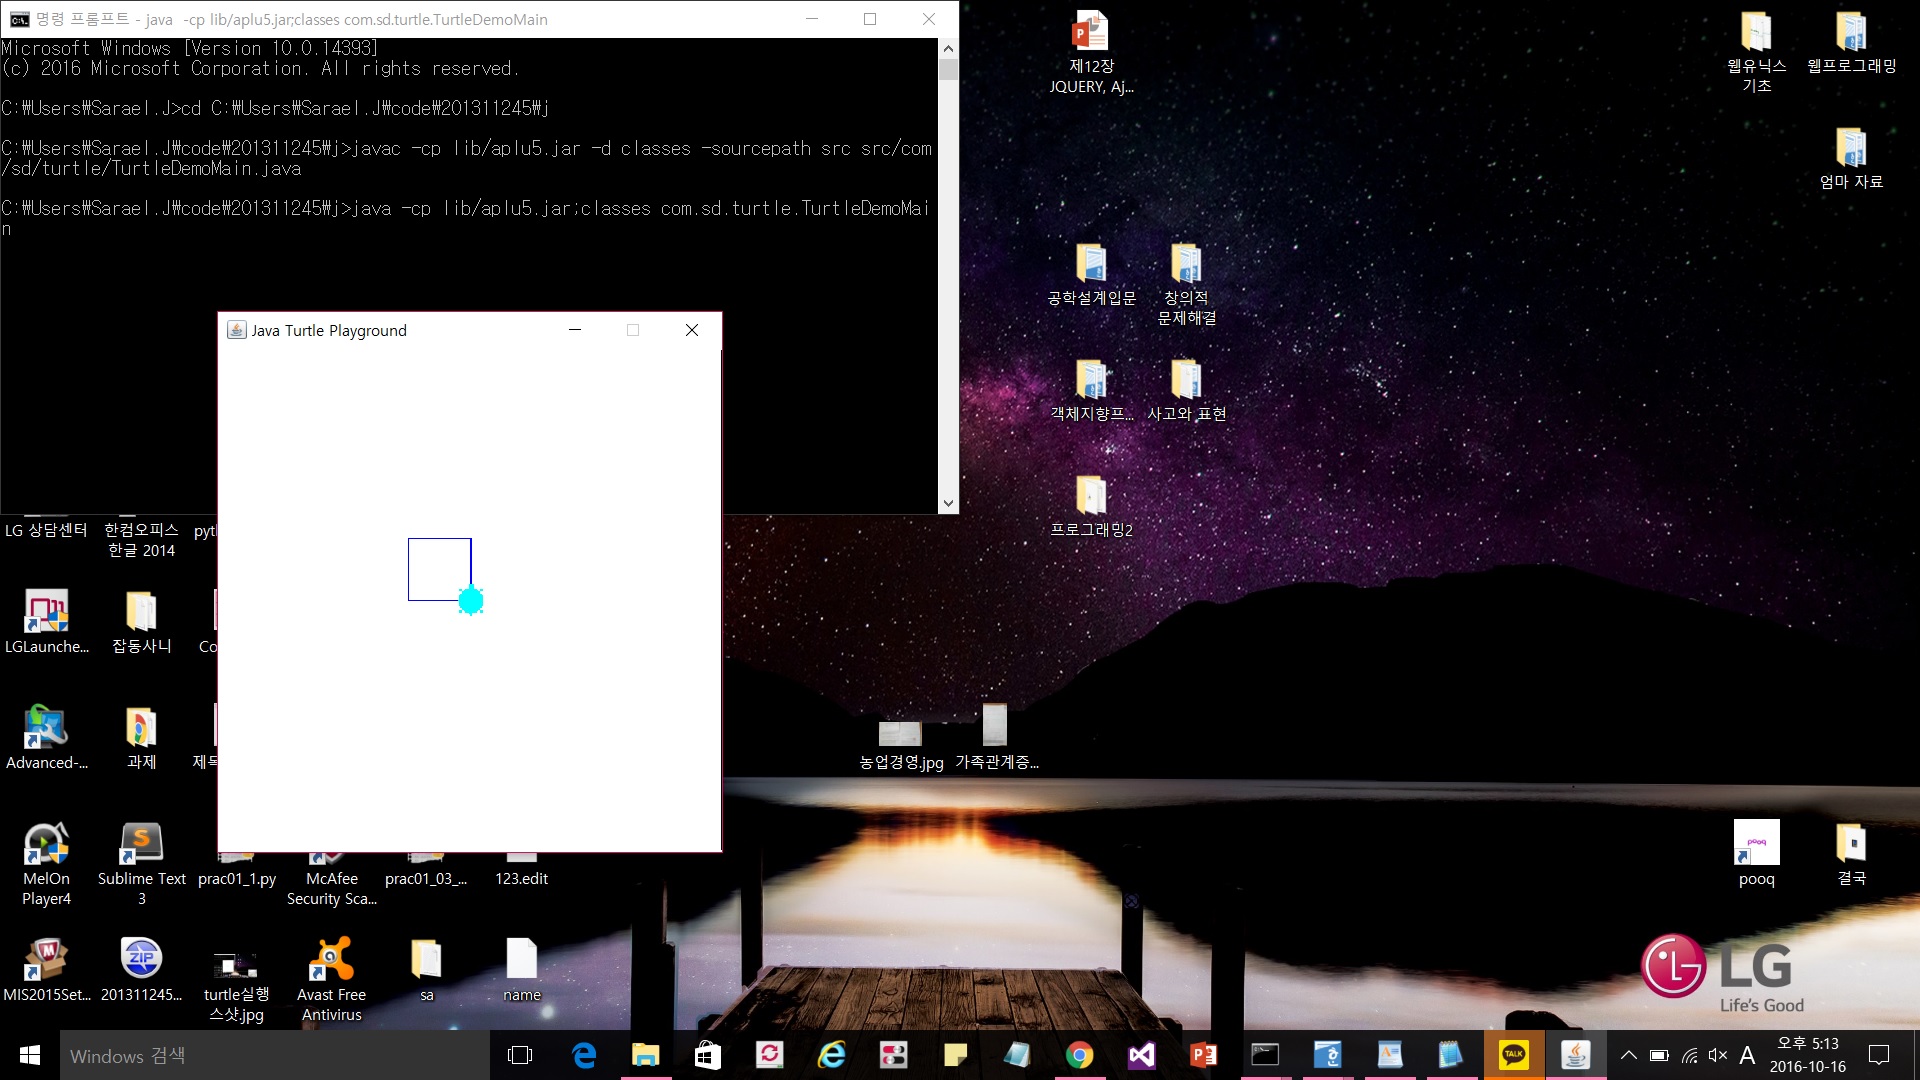 명령 프롬프트 - java  -cp lib/aplu5.jar;classes com.sd.turtle.TurtleDemoMain
Microsoft Windows [Version 10.0.14393]
(c) 2016 Microsoft Corporation. All rights reserved.
C:₩Users₩Sarael.J>cd C:₩Users₩Sarael.J₩code₩201311245₩j
C:₩Users₩Sarael.J₩code₩201311245₩j>javac -cp lib/aplu5.jar -d classes -sourcepath src src/com
/sd/turtle/TurtleDemoMain.java
C:₩Users₩Sarael.J₩code₩201311245₩j>java -cp lib/aplu5.jar;classes com.sd.turtle.TurtleDemoMai
n
Java Turtle Playground
제12장
JQUERY, Aj...
웹유닉스
기초
웹프로그래밍
엄마 자료
공학설계입문
창의적
문제해결
객체지향프...
사고와 표현
프로그래밍2
LG 상담센터
한컴오피스
한글 2014
pyt
LGLaunche...
잡동사니
Co
Advanced-...
과제
제목
농업경영.jpg
가족관계증...
MelOn
Player4
Sublime Text
3
prac01_1.py
McAfee
Security Sca...
prac01_03_...
123.edit
pooq
pooq
결국
MIS2015Set...
ZIP
201311245...
turtle실행
스샷.jpg
Avast Free
Antivirus
sa
name
LG
Life's Good
Windows 검색
TALK
A
오후 5:13
2016-10-16